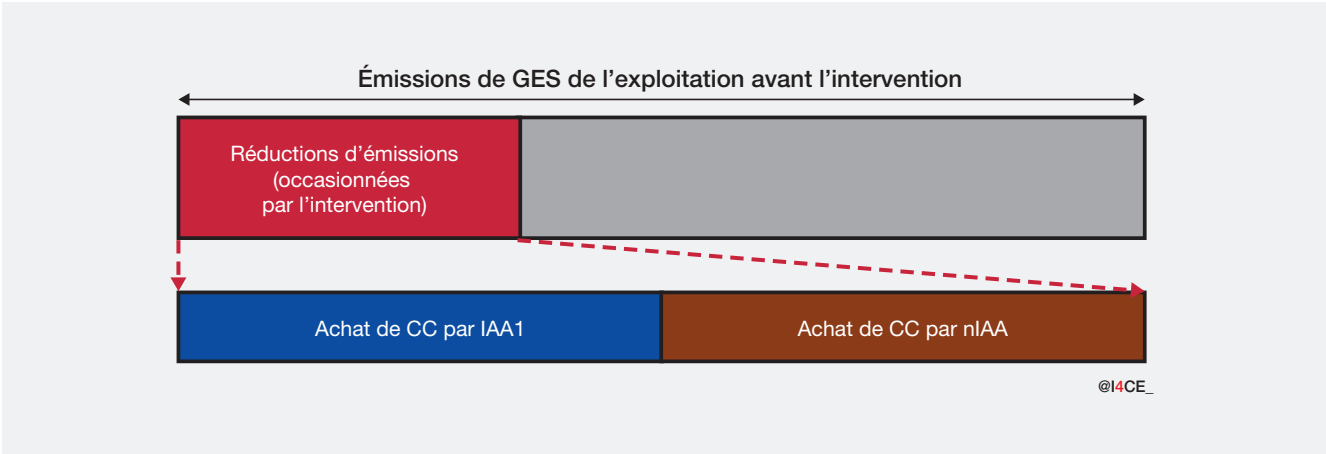 Émissions de GES de l’exploitation avant l’intervention
Réductions d’émissions
(occasionnées
par l’intervention)
Achat de CC par IAA1
Achat de CC par nIAA
@I4CE_